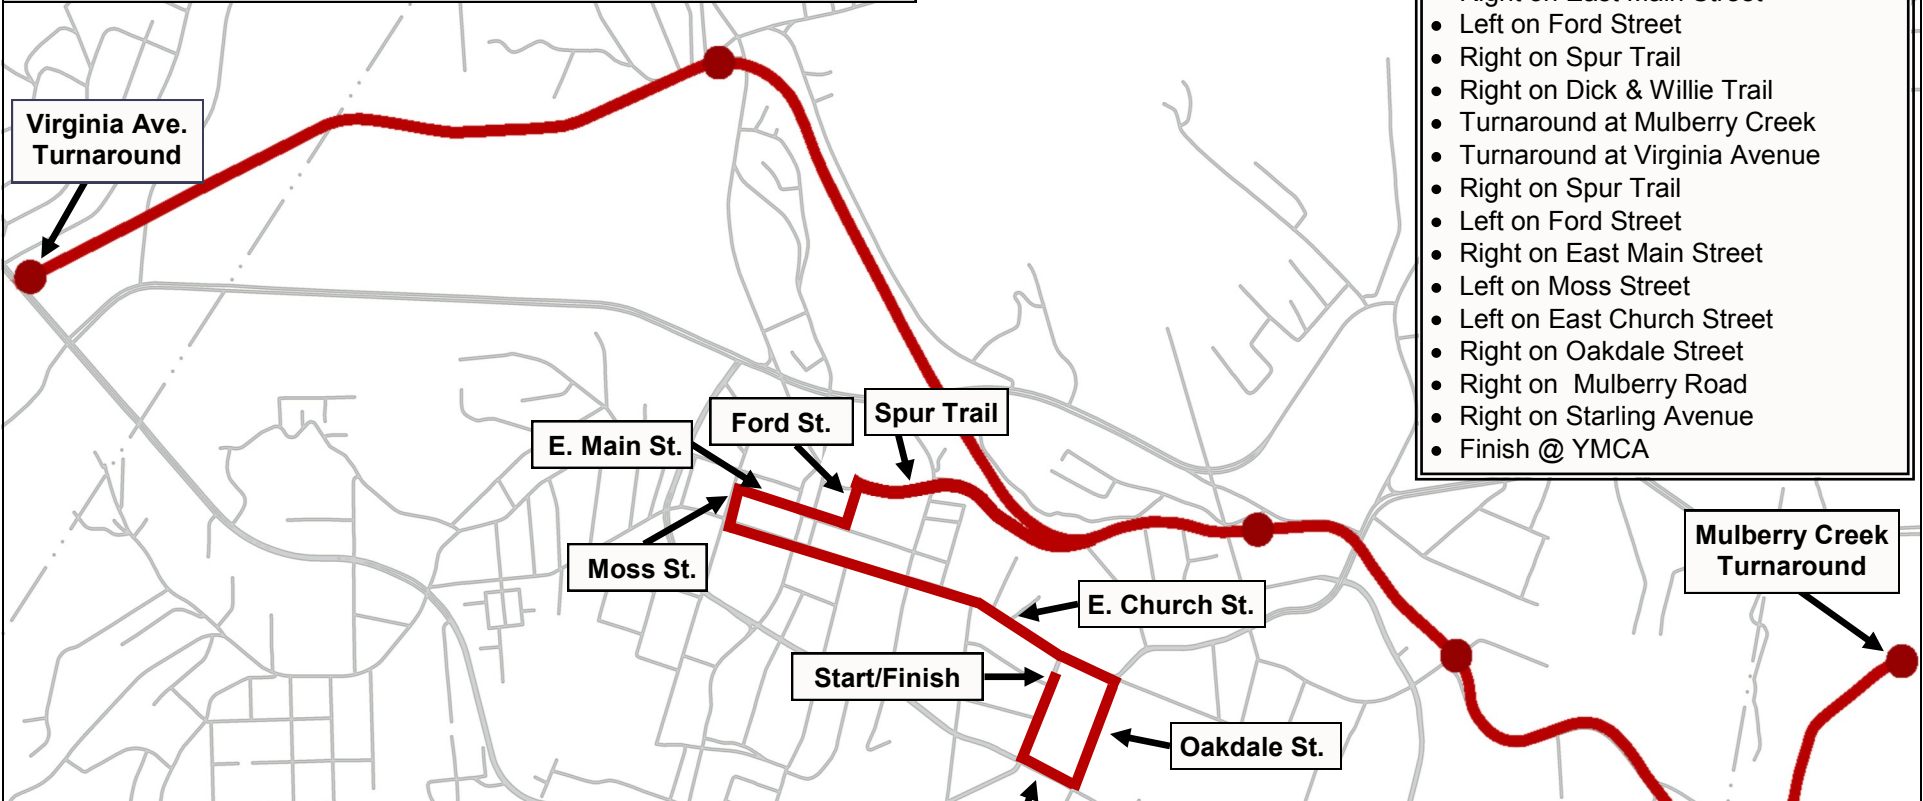 Left on Ford Street
Right on Spur Trail
Right on Dick & Willie Trail
Turnaround at Mulberry Creek
Turnaround at Virginia Avenue
Right on Spur Trail
Left on Ford Street
Right on East Main Street
Left on Moss Street
Left on East Church Street
Right on Oakdale Street
Right on  Mulberry Road
Right on Starling Avenue
Finish @ YMCA
Virginia Ave.
Turnaround
Spur Trail
Ford St.
E. Main St.
Moss St.
E. Church St.
Mulberry Creek
Turnaround
Start/Finish
Oakdale St.